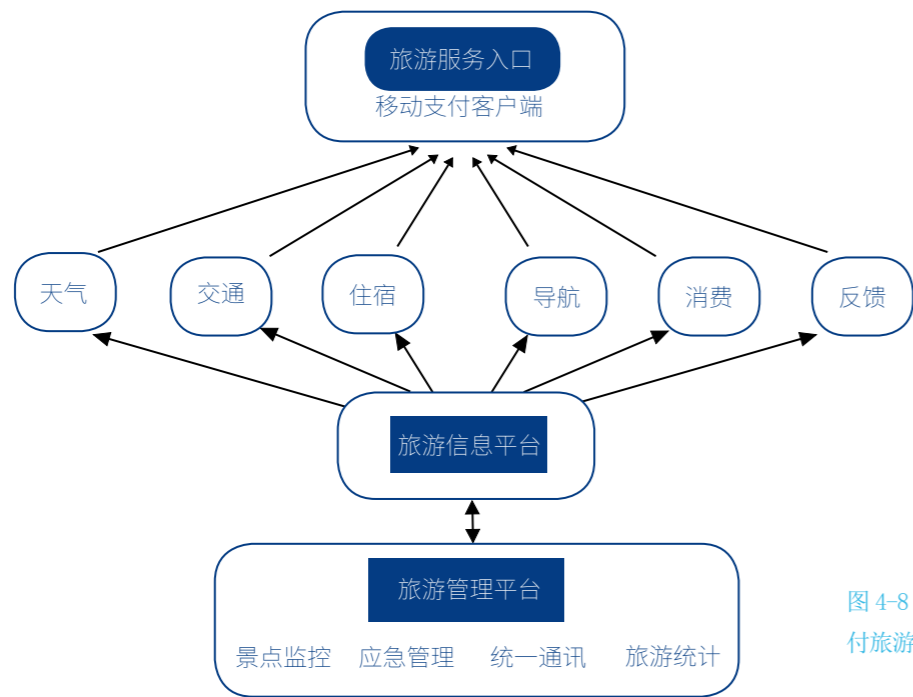 旅游服务入口
移动支付客户端
天气 交通 住宿 导航 消费 反馈
旅游信息平台
旅游管理平台
景点监控 应急管理 统一通讯 旅游统计
图 4-8
付旅游